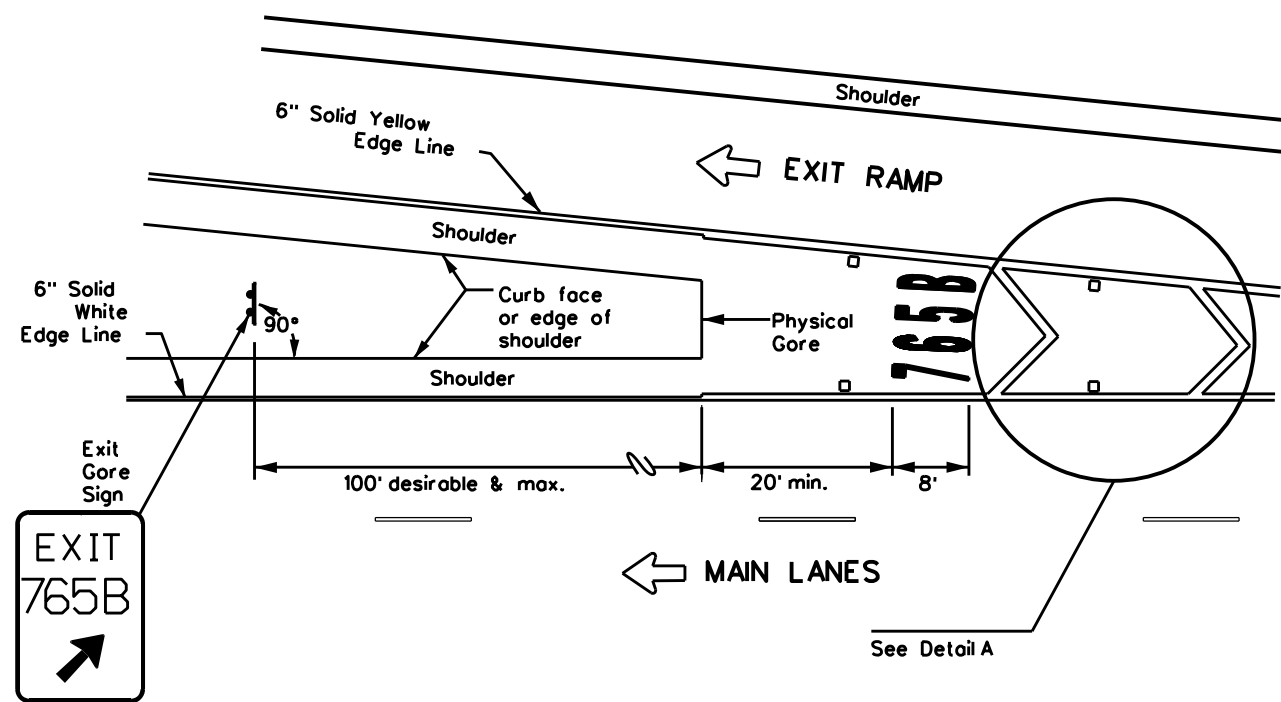 Shoulder
6" Solid Yellow
Edge Line
EXIT RAMP
Shoulder
6" Solid
White
Edge Line
90°
Curb face
or edge of
shoulder
Physical
Gore
765B
Shoulder
Exit
Gore
Sign
100' desirable & max.
20' min.
8'
EXIT
765B
MAIN LANES
See Detail A